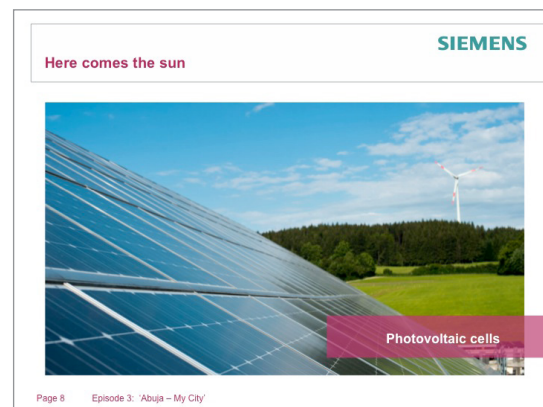 SIEMENS
Here comes the sun
Photovoltaic cells
Page 8 Episode 3: 'Abuja – My City'